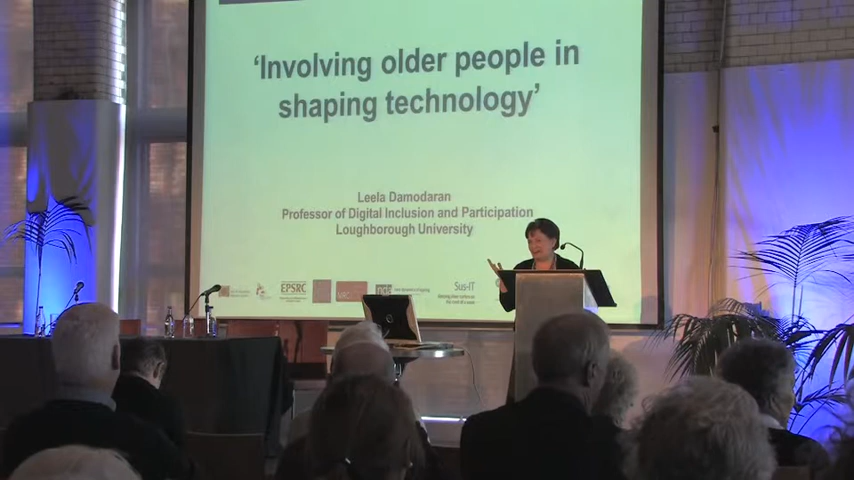 ‘Involving older people in
shaping technology’
Leela Damodaran
Professor of Digital Inclusion and Participation
Loughborough University
EPSRC
Sus-IT